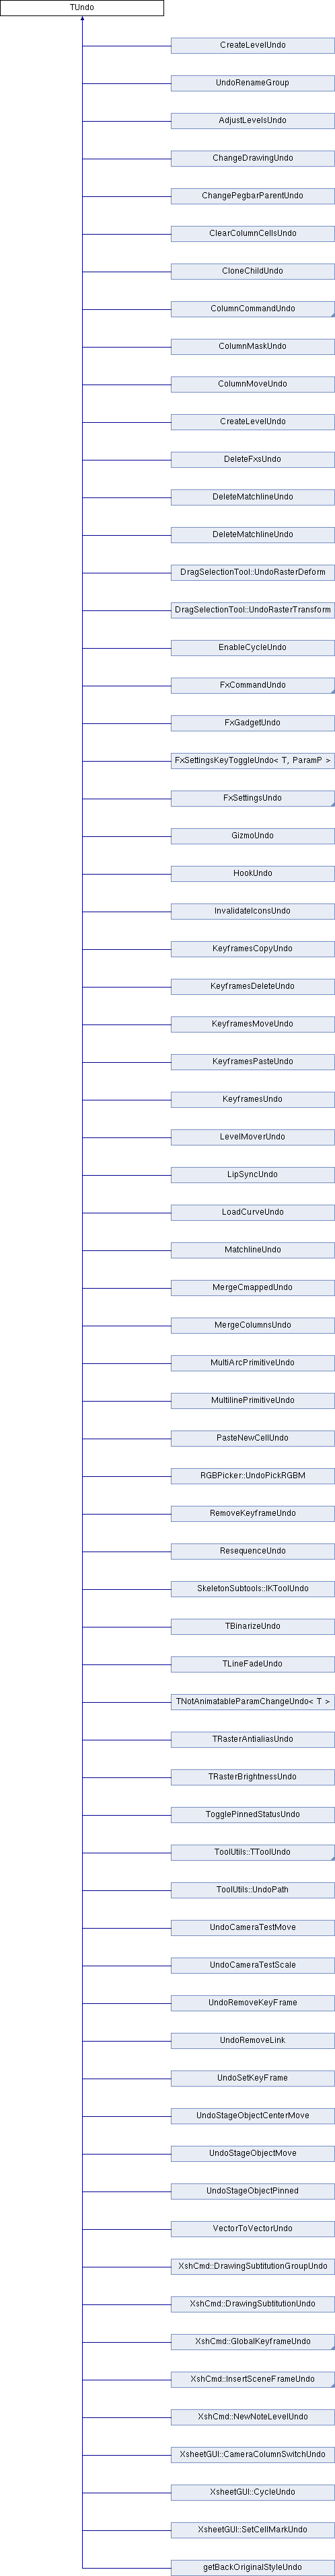 TUndo
CreateLevelUndo
UndoRenameGroup
AdjustLevelsUndo
ChangeDrawingUndo
ChangePegbarParentUndo
ClearColumnCellsUndo
CloneChildUndo
ColumnCommandUndo
ColumnMaskUndo
ColumnMoveUndo
CreateLevelUndo
DeleteFxsUndo
DeleteMatchlineUndo
DeleteMatchlineUndo
DragSelectionTool::UndoRasterDeform
DragSelectionTool::UndoRasterTransform
EnableCycleUndo
FxCommandUndo
FxGadgetUndo
FxSettingsKeyToggleUndo< T, ParamP >
FxSettingsUndo
GizmoUndo
HookUndo
InvalidateIconsUndo
KeyframesCopyUndo
KeyframesDeleteUndo
KeyframesMoveUndo
KeyframesPasteUndo
KeyframesUndo
LevelMoverUndo
LipSyncUndo
LoadCurveUndo
MatchlineUndo
MergeCmappedUndo
MergeColumnsUndo
MultiArcPrimitiveUndo
MultilinePrimitiveUndo
PasteNewCellUndo
RGBPicker::UndoPickRGBM
RemoveKeyframeUndo
ResequenceUndo
SkeletonSubtools::IKToolUndo
TBinarizeUndo
TLineFadeUndo
TNotAnimatableParamChangeUndo< T >
TRasterAntialiasUndo
TRasterBrightnessUndo
TogglePinnedStatusUndo
ToolUtils::TToolUndo
ToolUtils::UndoPath
UndoCameraTestMove
UndoCameraTestScale
UndoRemoveKeyFrame
UndoRemoveLink
UndoSetKeyFrame
UndoStageObjectCenterMove
UndoStageObjectMove
UndoStageObjectPinned
VectorToVectorUndo
XshCmd::DrawingSubtitutionGroupUndo
XshCmd::DrawingSubtitutionUndo
XshCmd::GlobalKeyframeUndo
XshCmd::InsertSceneFrameUndo
XshCmd::NewNoteLevelUndo
XsheetGUI::CameraColumnSwitchUndo
XsheetGUI::CycleUndo
XsheetGUI::SetCellMarkUndo
getBackOriginalStyleUndo